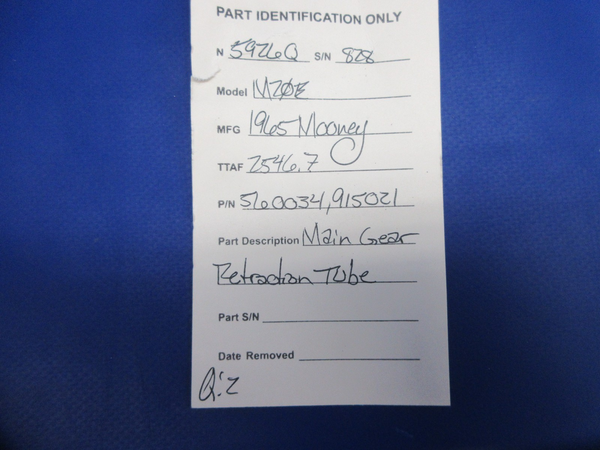 PART IDENTIFICATION ONLY
N 5926Q S/N 828
Model M20E
MFG 1965 Mooney
TTAF 2546.7
P/N 560034,915021
Part Description Main Gear
Retraction Tube
Part S/N
Date Removed
Q:2